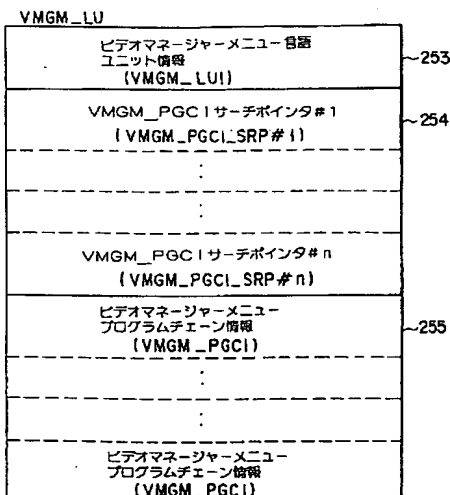 VMGM_LU
ビデオマネージャーメニュー言語
ユニット情報
(VMGM_LUI)
253
VMGM_PGCIサーチポインタ#1
(VMGM_PGCI_SRP#1)
254
:
:
VMGM_PGCIサーチポインタ#n
(VMGM_PGCI_SRP#n)
ビデオマネージャーメニュー
プログラムチェーン情報
(VMGM_PGCI)
255
:
:
ビデオマネージャーメニュー
プログラムチェーン情報
(VMGM_PGCI)